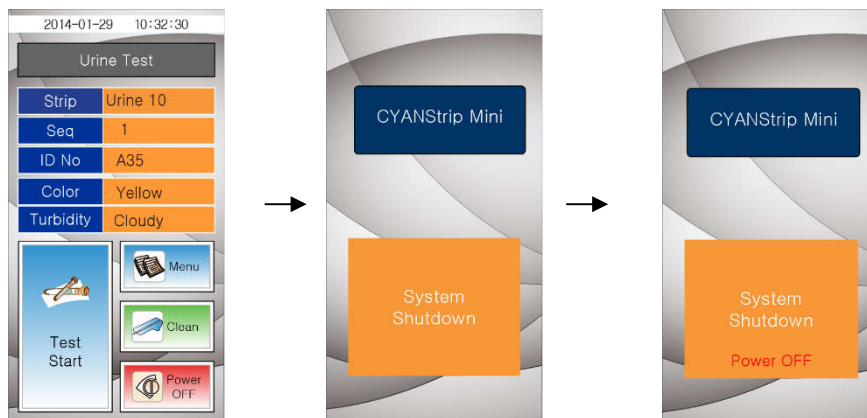 2014-01-29 10:32:30
Urine Test
Strip Urine 10
Seq 1
ID No A35
Color Yellow
Turbidity Cloudy
Menu
Clean
Test
Start
Power
OFF
CYANStrip Mini
System
Shutdown
CYANStrip Mini
System
Shutdown
Power OFF